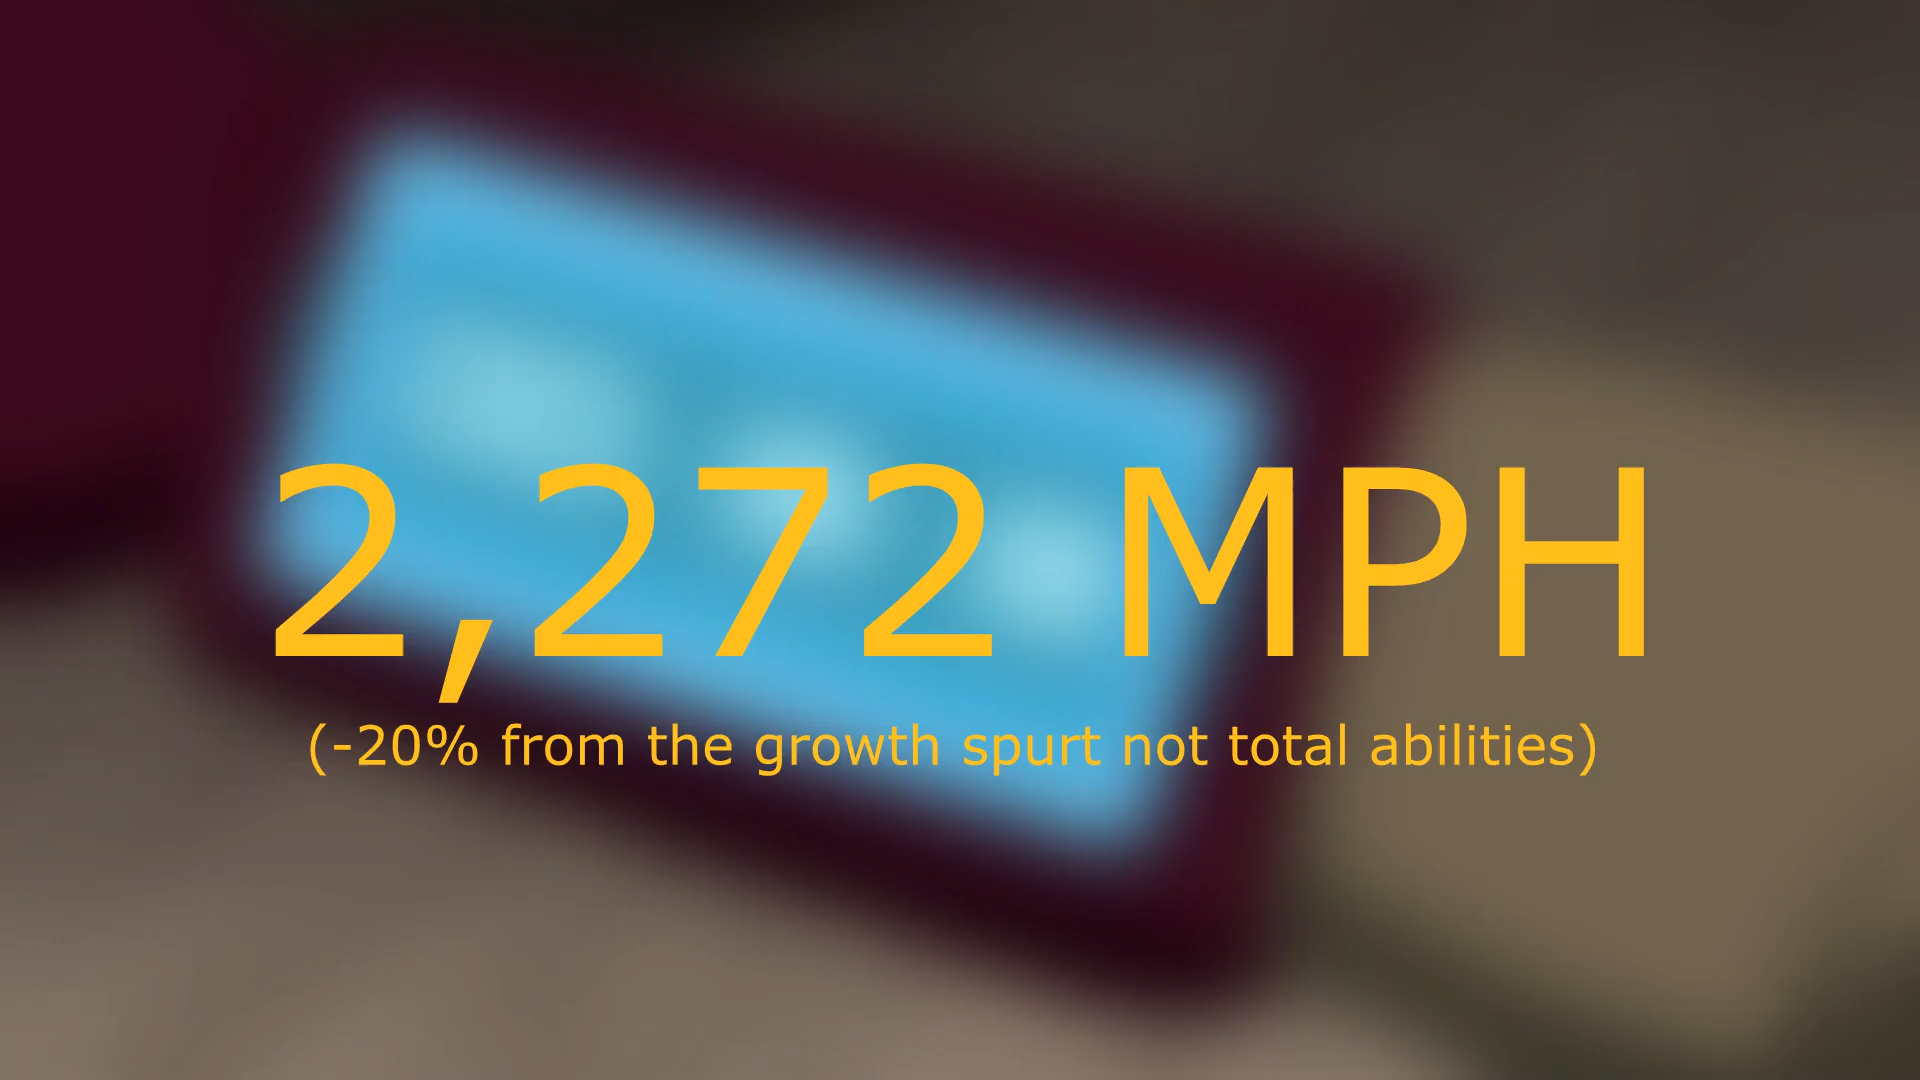 2,272 MPH
(-20% from the growth spurt not total abilities)